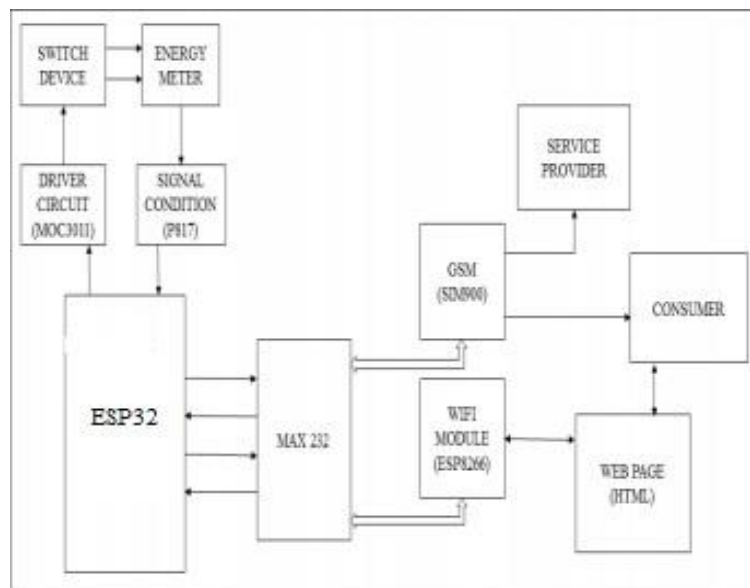 SWITCH
DEVICE
ENERGY
METER
DRIVER
CIRCUIT
(MOC3011)
SIGNAL
CONDITION
(P817)
SERVICE
PROVIDER
GSM
(SIM900)
CONSUMER
ESP32
MAX 232
WIFI
MODULE
(ESP8266)
WEB PAGE
(HTML)